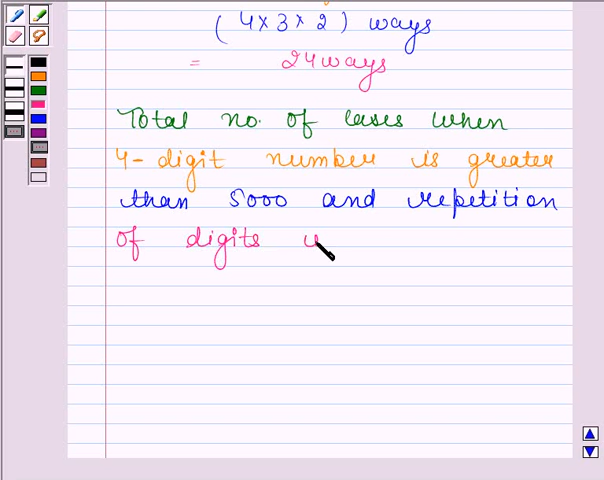 (4×3×2) ways
= 24 ways
Total no. of cases when
4-digit number is greater
than 5000 and repetition
of digits